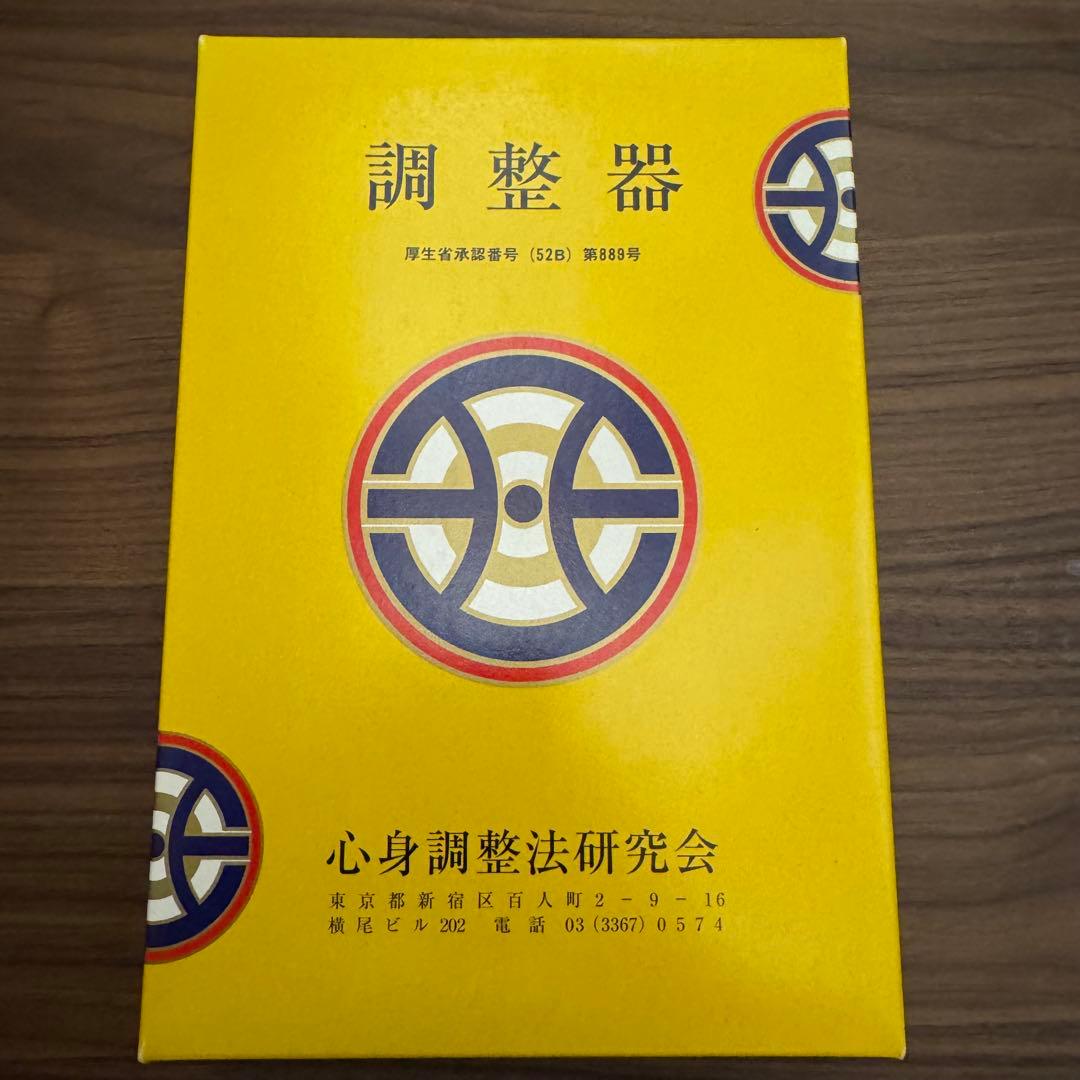 調整器
厚生省承認番号（52B）第889号
心身調整法研究会
東京都新宿区百人町2－9－16
横尾ビル202　電話　03（3367）0574